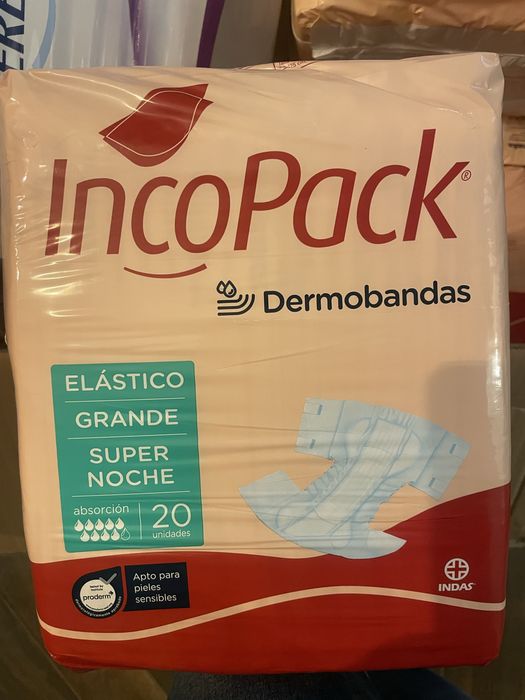 IncoPack®
Dermobandas
ELÁSTICO
GRANDE
SUPER
NOCHE
absorción
20
unidades
proderm
Apto para
pieles
sensibles
INDAS